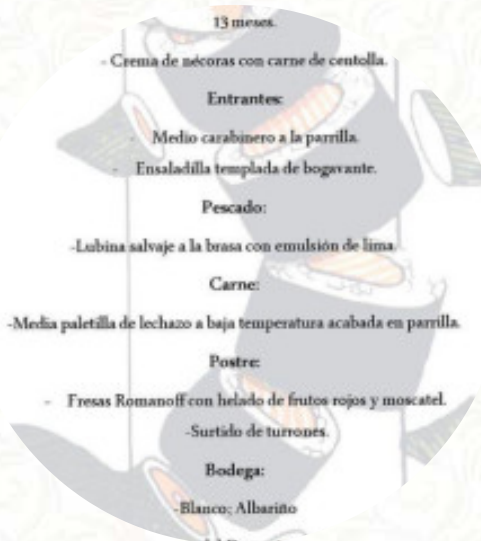 13 meses.
- Crema de nécoras con carne de centolla.
Entrantes:
- Medio carabinero a la parrilla.
- Ensaladilla templada de bogavante.
Pescado:
-Lubina salvaje a la brasa con emulsión de lima.
Carne:
-Media paletilla de lechazo a baja temperatura acabada en parrilla.
Postre:
- Fresas Romanoff con helado de frutos rojos y moscatel.
-Surtido de turrones.
Bodega:
-Blanco; Albariño